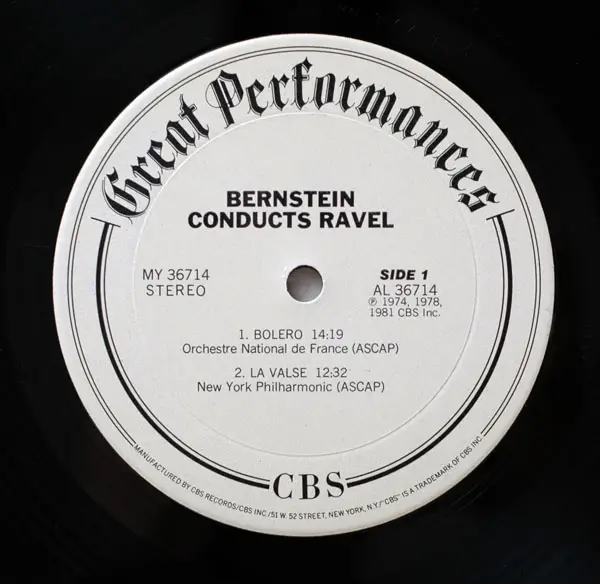 Great Performances
BERNSTEIN
CONDUCTS RAVEL
MY 36714
STEREO
SIDE 1
AL 36714
℗ 1974, 1978,
1981 CBS Inc.
1. BOLERO 14:19
Orchestre National de France (ASCAP)
2. LA VALSE 12:32
New York Philharmonic (ASCAP)
CBS
MANUFACTURED BY CBS RECORDS/CBS INC./51 W. 52 STREET, NEW YORK, N.Y./"CBS" IS A TRADEMARK OF CBS INC.